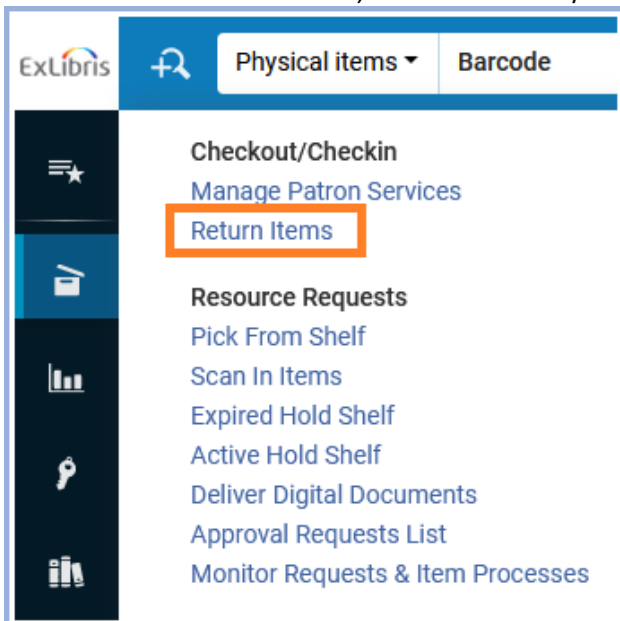 ExLibris
Physical items
Barcode
Checkout/Checkin
Manage Patron Services
Return Items
Resource Requests
Pick From Shelf
Scan In Items
Expired Hold Shelf
Active Hold Shelf
Deliver Digital Documents
Approval Requests List
Monitor Requests & Item Processes